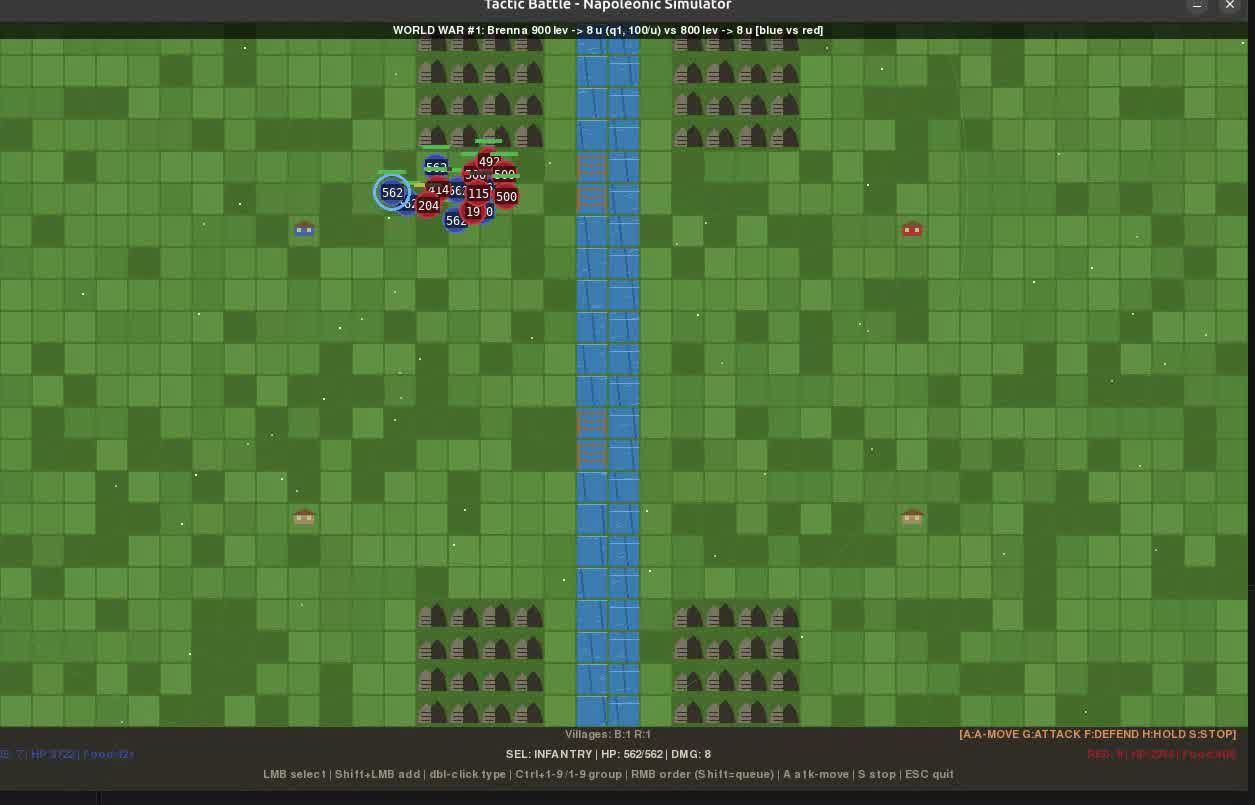 Tactic Battle - Napoleonic Simulator
WORLD WAR #1: Brenna 900 lev -> 8 u (q1, 100/u) vs 800 lev -> 8 u [blue vs red]
492
562
500
562
414
115
500
204
19
562
Villages: B:1 R:1
[A:A-MOVE G:ATTACK F:DEFEND H:HOLD S:STOP]
SEL: INFANTRY | HP: 562/562 | DMG: 8
LMB select | Shift+LMB add | dbl-click type | Ctrl+1-9/1-9 group | RMB order (Shift=queue) | A a1k-move | S stop | ESC quit